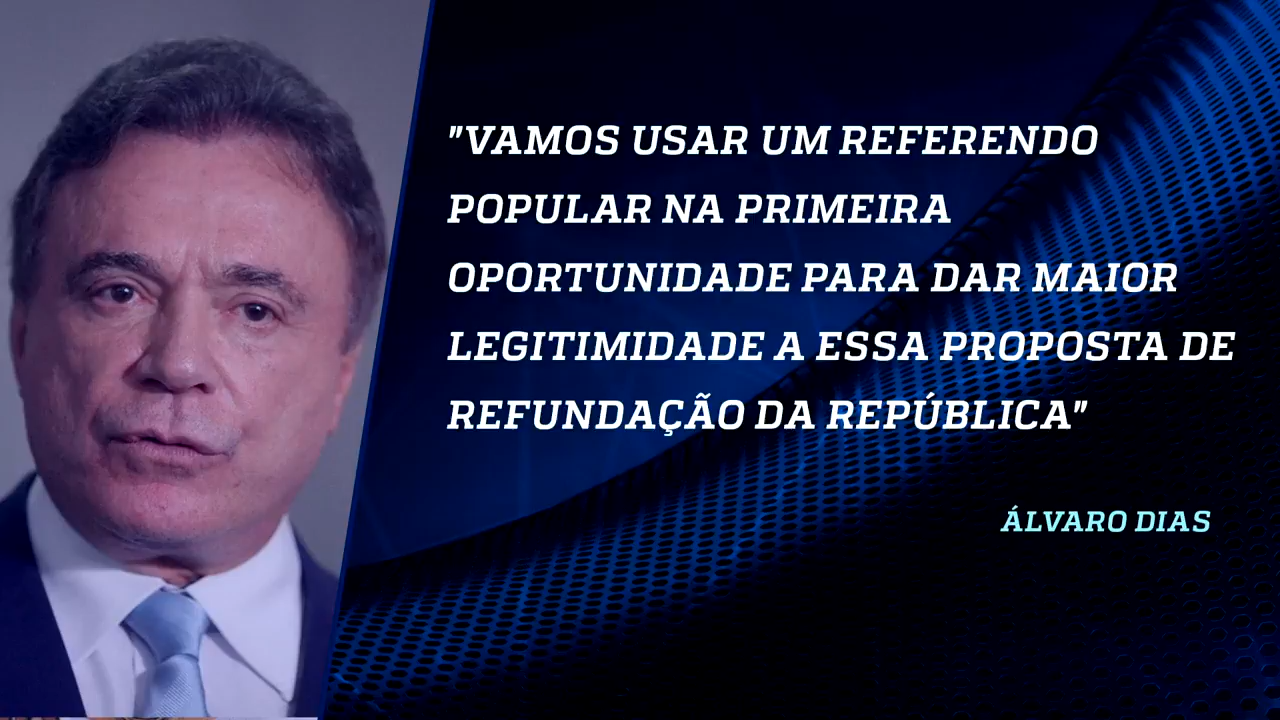 "VAMOS USAR UM REFERENDO
POPULAR NA PRIMEIRA
OPORTUNIDADE PARA DAR MAIOR
LEGITIMIDADE A ESSA PROPOSTA DE
REFUNDAÇÃO DA REPÚBLICA"
ÁLVARO DIAS